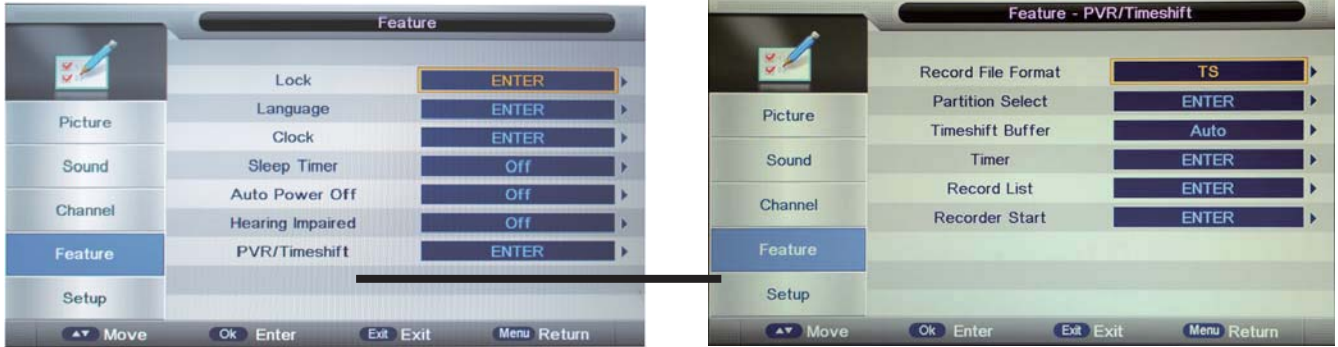 Feature
Lock ENTER
Language ENTER
Clock ENTER
Sleep Timer Off
Auto Power Off Off
Hearing Impaired Off
PVR/Timeshift ENTER
Picture
Sound
Channel
Feature
Setup
Move Ok Enter Exit Exit Menu Return
Feature - PVR/Timeshift
Record File Format TS
Partition Select ENTER
Timeshift Buffer Auto
Timer ENTER
Record List ENTER
Recorder Start ENTER
Picture
Sound
Channel
Feature
Setup
Move Ok Enter Exit Exit Menu Return